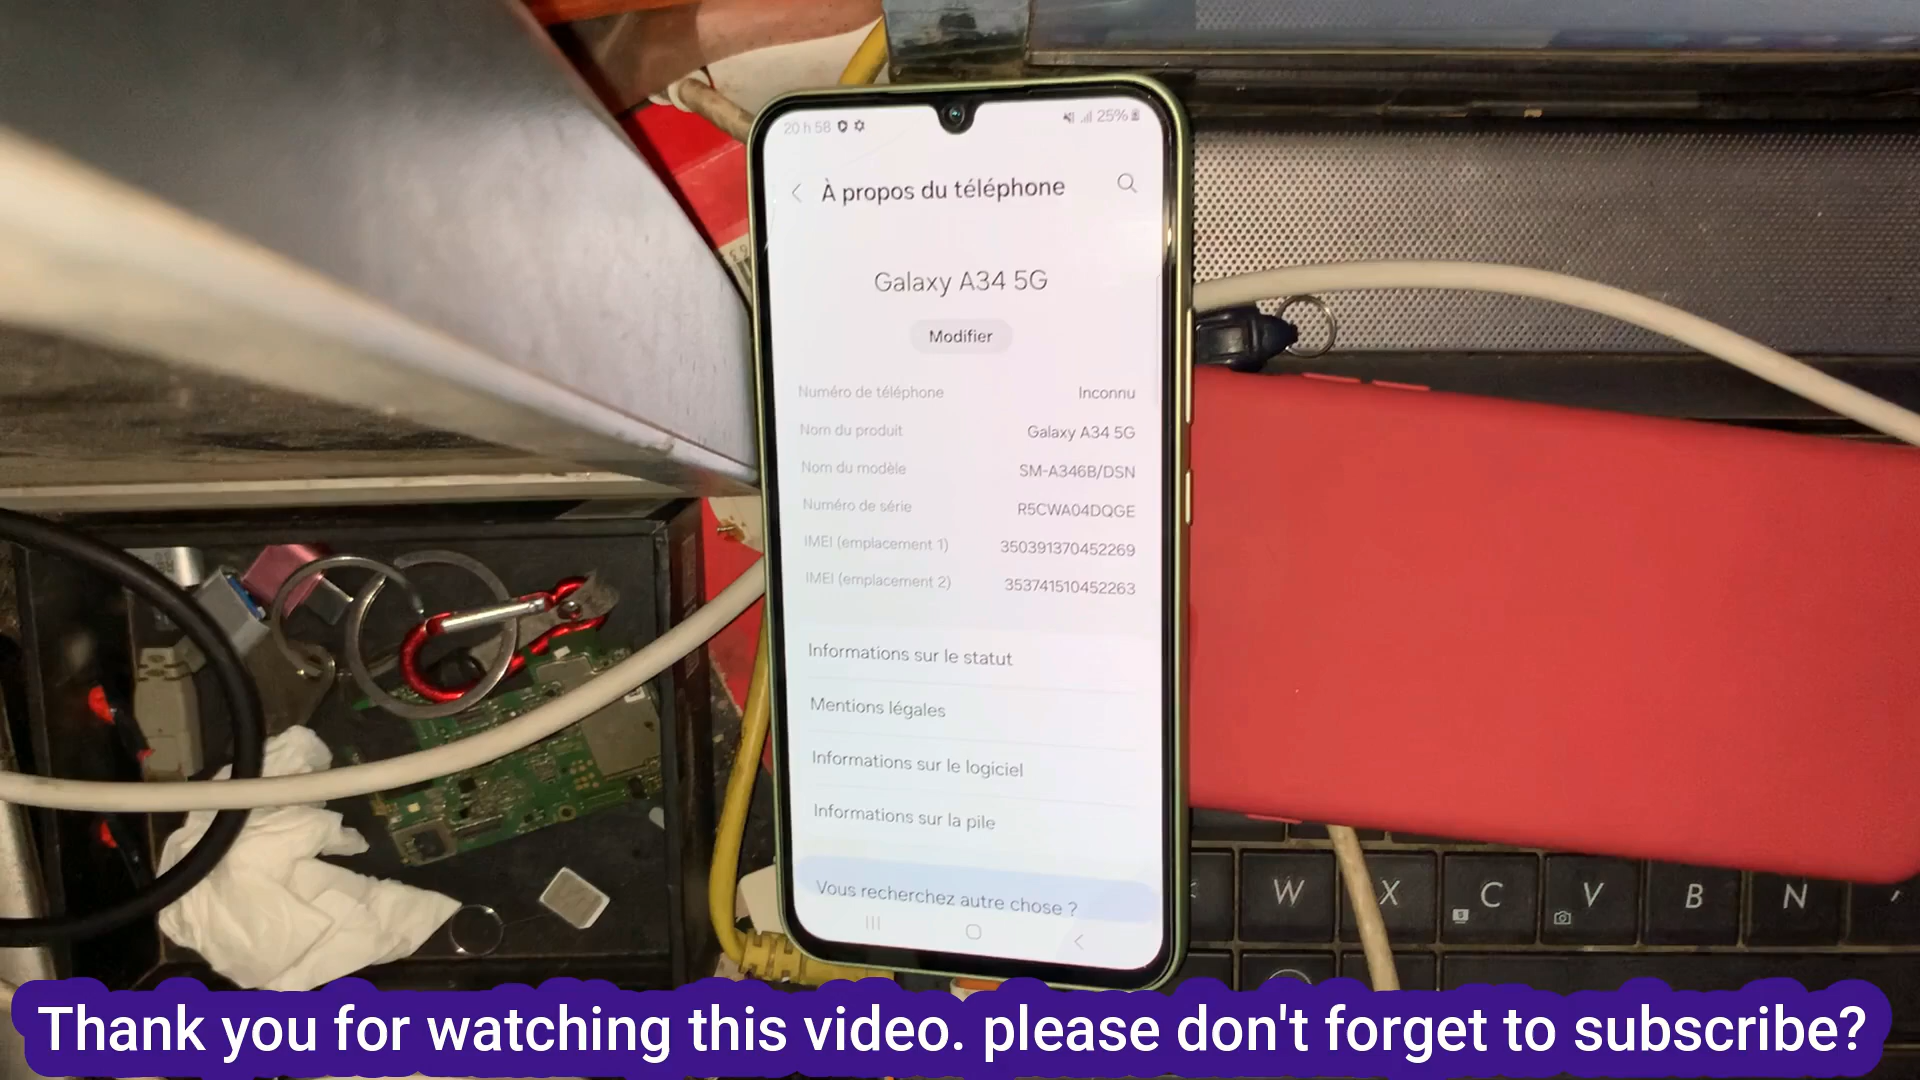 20 h 58
25%
À propos du téléphone
Galaxy A34 5G
Modifier
Numéro de téléphone Inconnu
Nom du produit Galaxy A34 5G
Nom du modèle SM-A346B/DSN
Numéro de série R5CWA04DQGE
IMEI (emplacement 1) 350391370452269
IMEI (emplacement 2) 353741510452263
Informations sur le statut
Mentions légales
Informations sur le logiciel
Informations sur la pile
Vous recherchez autre chose ?
W X C V B N
Thank you for watching this video. please don't forget to subscribe?